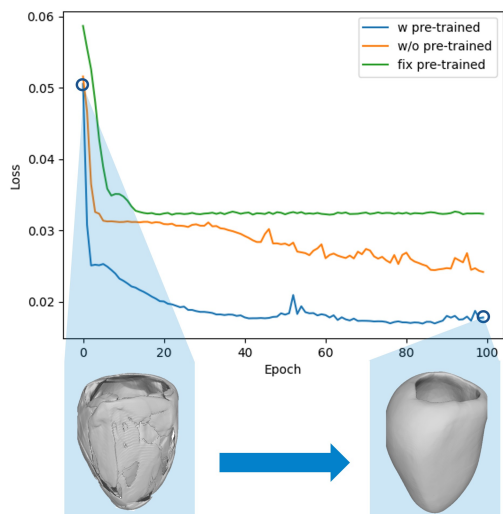 0.06
0.05
0.04
0.03
0.02
Loss
w pre-trained
w/o pre-trained
fix pre-trained
0 20 40 60 80 100
Epoch